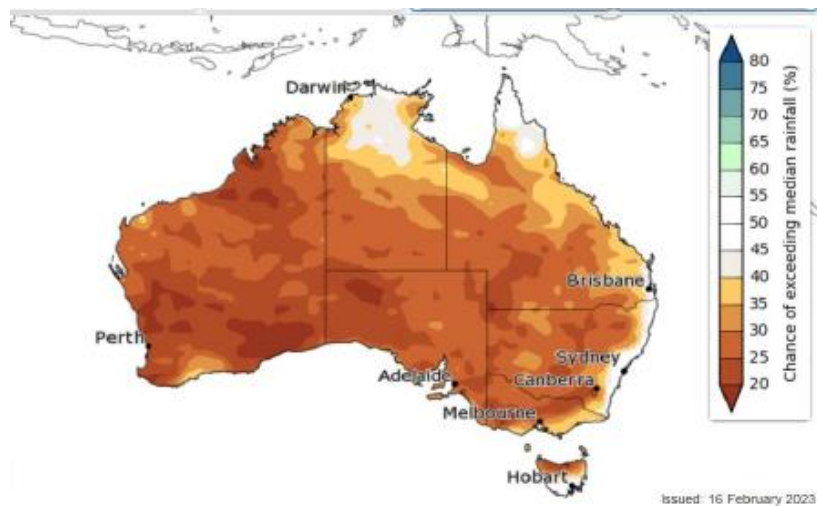 Darwin
Brisbane
Perth
Sydney
Adelaide
Canberra
Melbourne
Hobart
80
75
70
65
60
55
50
45
40
35
30
25
20
Chance of exceeding median rainfall (%)
Issued: 16 February 2023